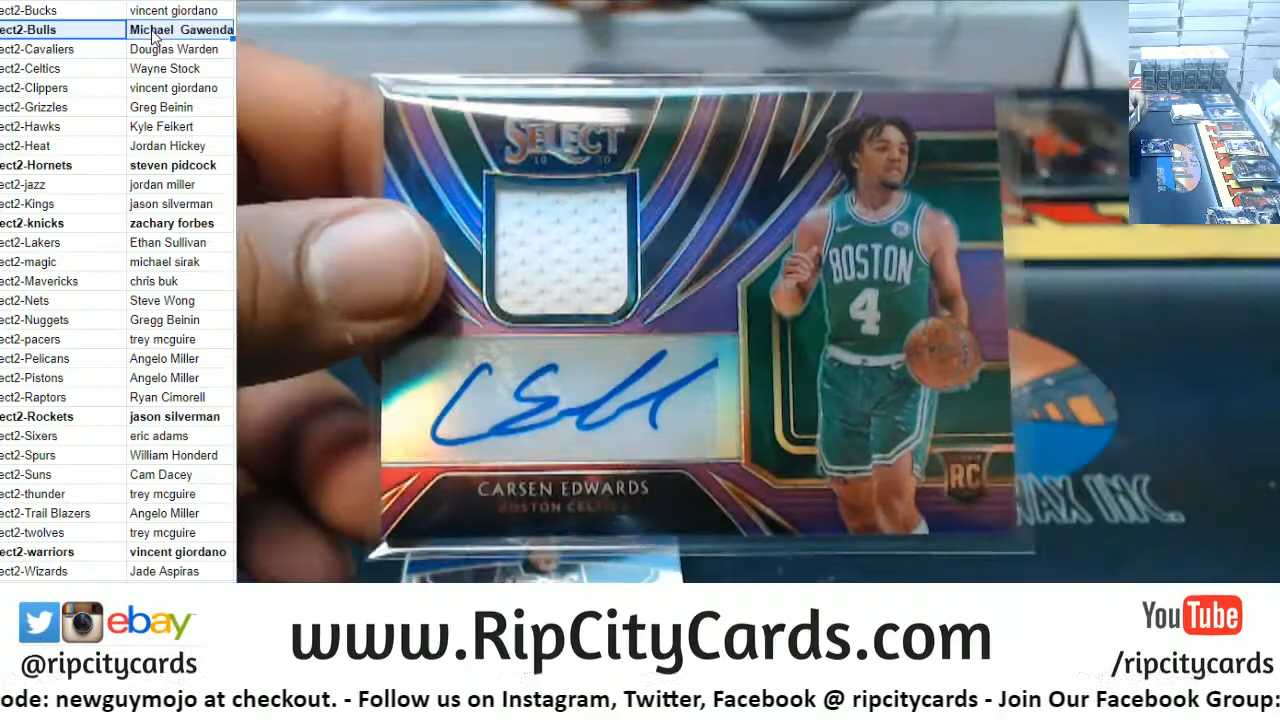 ect2-Bucks vincent giordano
ect2-Bulls Michael Gawenda
ect2-Cavaliers Douglas Warden
ect2-Celtics Wayne Stock
ect2-Clippers vincent giordano
ect2-Grizzles Greg Beinin
ect2-Hawks Kyle Feikert
ect2-Heat Jordan Hickey
ect2-Hornets steven pidcock
ect2-jazz jordan miller
ect2-Kings jason silverman
ect2-knicks zachary forbes
ect2-Lakers Ethan Sullivan
ect2-magic michael sirak
ect2-Mavericks chris buk
ect2-Nets Steve Wong
ect2-Nuggets Gregg Beinin
ect2-pacers trey mcguire
ect2-Pelicans Angelo Miller
ect2-Pistons Angelo Miller
ect2-Raptors Ryan Cimorell
ect2-Rockets jason silverman
ect2-Sixers eric adams
ect2-Spurs William Honderd
ect2-Suns Cam Dacey
ect2-thunder trey mcguire
ect2-Trail Blazers Angelo Miller
ect2-twolves trey mcguire
ect2-warriors vincent giordano
ect2-Wizards Jade Aspiras
SELECT
BOSTON
4
RC
CARSEN EDWARDS
BOSTON CELTICS
WAX INC.
ebay
@ripcitycards
www.RipCityCards.com
YouTube
/ripcitycards
ode: newguymojo at checkout. - Follow us on Instagram, Twitter, Facebook @ ripcitycards - Join Our Facebook Group: